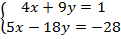 4x + 9y = 1
5x − 18y = −28